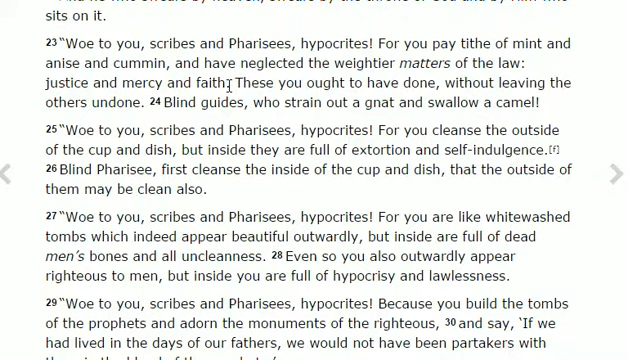 sits on it.
23 “Woe to you, scribes and Pharisees, hypocrites! For you pay tithe of mint and
anise and cummin, and have neglected the weightier matters of the law:
justice and mercy and faith. These you ought to have done, without leaving the
others undone. 24 Blind guides, who strain out a gnat and swallow a camel!
25 “Woe to you, scribes and Pharisees, hypocrites! For you cleanse the outside
of the cup and dish, but inside they are full of extortion and self-indulgence.[f]
26 Blind Pharisee, first cleanse the inside of the cup and dish, that the outside of
them may be clean also.
27 “Woe to you, scribes and Pharisees, hypocrites! For you are like whitewashed
tombs which indeed appear beautiful outwardly, but inside are full of dead
men’s bones and all uncleanness. 28 Even so you also outwardly appear
righteous to men, but inside you are full of hypocrisy and lawlessness.
29 “Woe to you, scribes and Pharisees, hypocrites! Because you build the tombs
of the prophets and adorn the monuments of the righteous, 30 and say, ‘If we
had lived in the days of our fathers, we would not have been partakers with